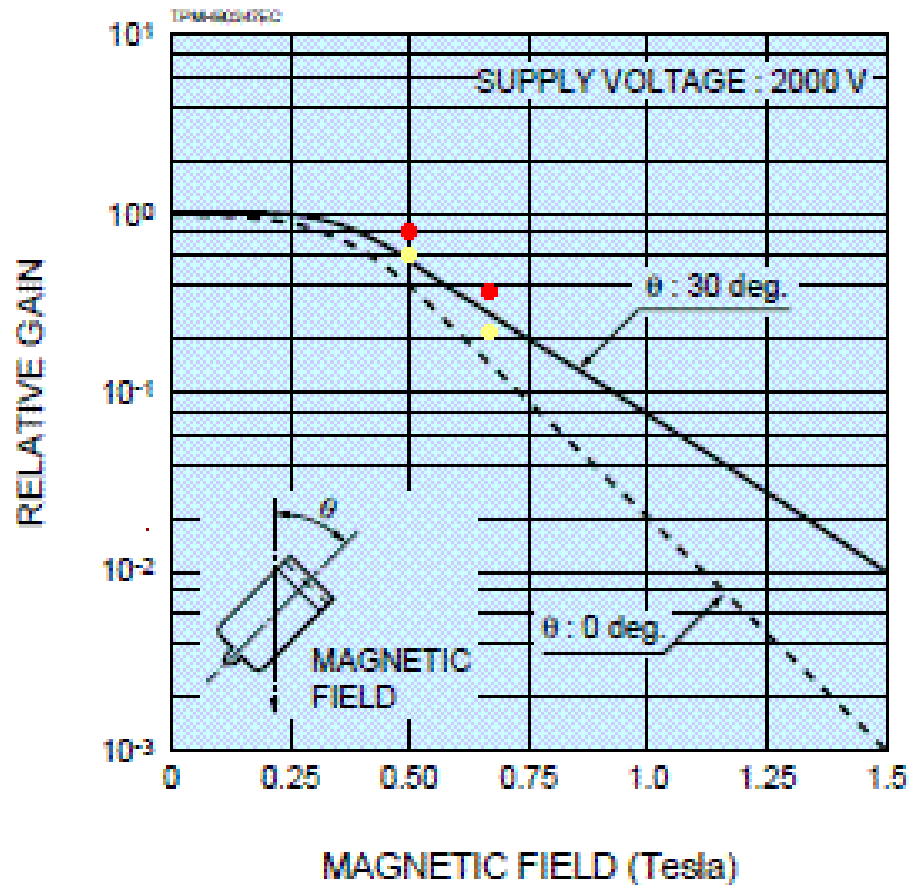 10¹
SUPPLY VOLTAGE : 2000 V
10⁰
θ : 30 deg.
RELATIVE GAIN
10⁻¹
θ
10⁻²
θ : 0 deg.
MAGNETIC
FIELD
10⁻³
0 0.25 0.50 0.75 1.0 1.25 1.5
MAGNETIC FIELD (Tesla)